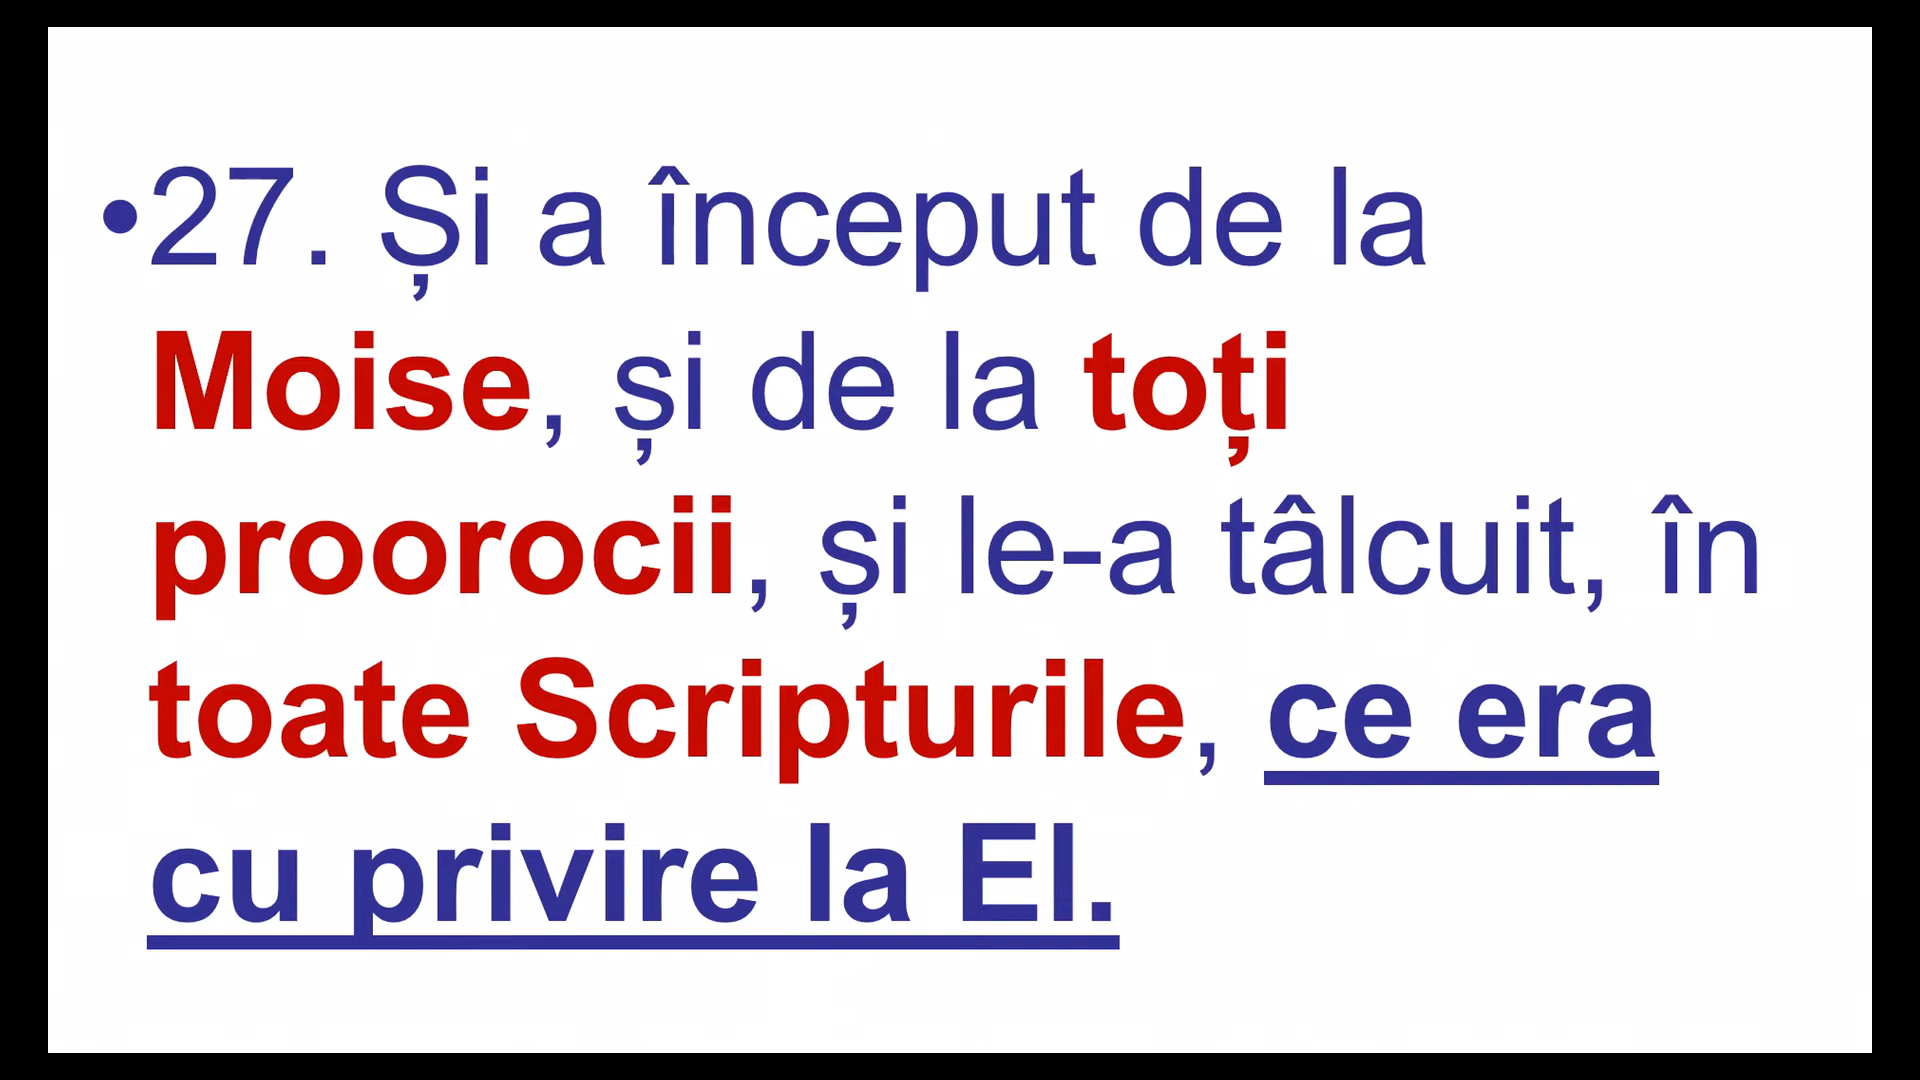 •27. Și a început de la
Moise, și de la toți
proorocii, și le-a tâlcuit, în
toate Scripturile, ce era
cu privire la El.